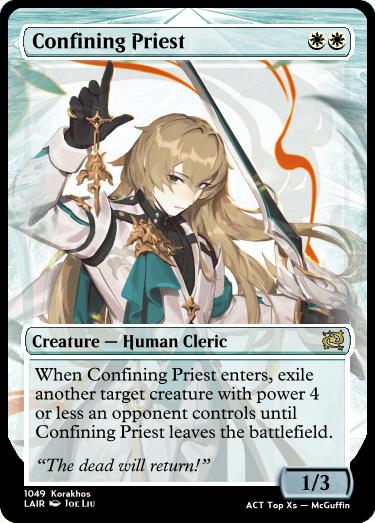 Confining Priest
Creature — Human Cleric
When Confining Priest enters, exile
another target creature with power 4
or less an opponent controls until
Confining Priest leaves the battlefield.
“The dead will return!”
1/3
1049 Korakhos
LAIR Joe Liu
ACT Top Xs — McGuffin